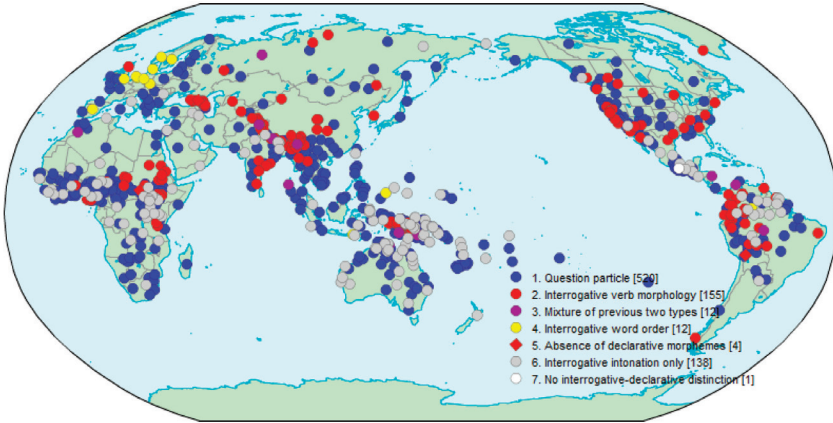 1. Question particle [520]
2. Interrogative verb morphology [155]
3. Mixture of previous two types [12]
4. Interrogative word order [12]
5. Absence of declarative morphemes [4]
6. Interrogative intonation only [138]
7. No interrogative-declarative distinction [1]